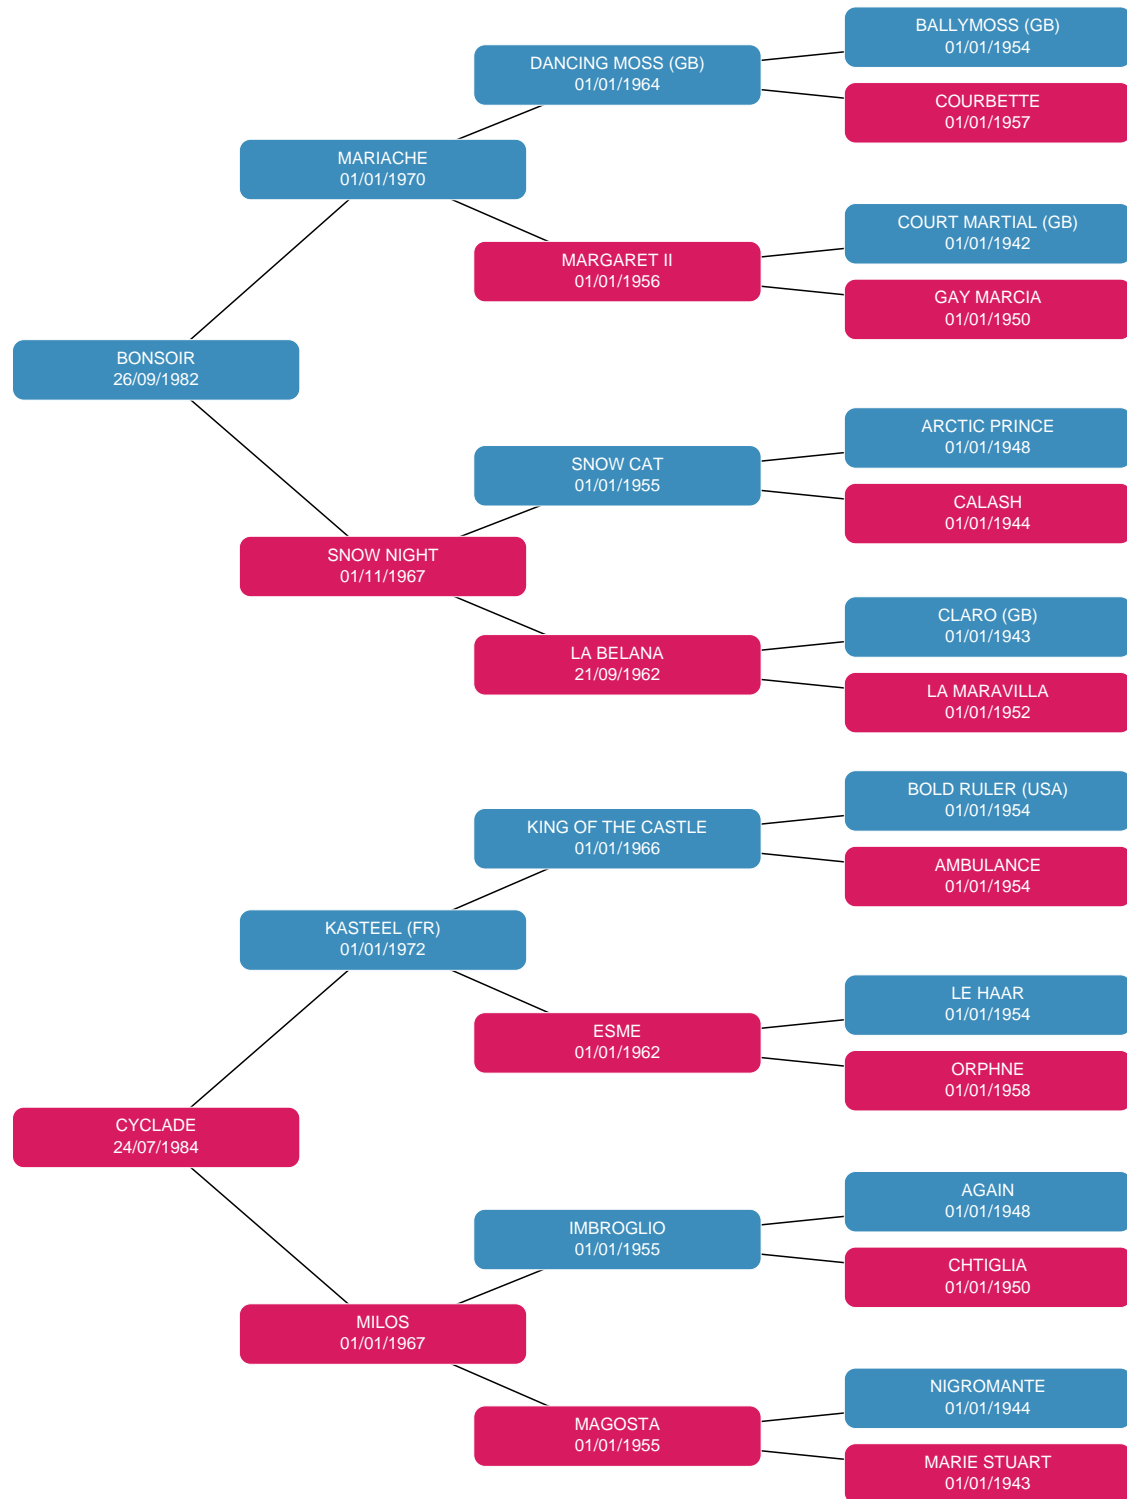 BALLYMOSS (GB)
01/01/1954
DANCING MOSS (GB)
01/01/1964
COURBETTE
01/01/1957
MARIACHE
01/01/1970
COURT MARTIAL (GB)
01/01/1942
MARGARET II
01/01/1956
GAY MARCIA
01/01/1950
BONSOIR
26/09/1982
ARCTIC PRINCE
01/01/1948
SNOW CAT
01/01/1955
CALASH
01/01/1944
SNOW NIGHT
01/11/1967
CLARO (GB)
01/01/1943
LA BELANA
21/09/1962
LA MARAVILLA
01/01/1952
BOLD RULER (USA)
01/01/1954
KING OF THE CASTLE
01/01/1966
AMBULANCE
01/01/1954
KASTEEL (FR)
01/01/1972
LE HAAR
01/01/1954
ESME
01/01/1962
ORPHNE
01/01/1958
CYCLADE
24/07/1984
AGAIN
01/01/1948
IMBROGLIO
01/01/1955
CHTIGLIA
01/01/1950
MILOS
01/01/1967
NIGROMANTE
01/01/1944
MAGOSTA
01/01/1955
MARIE STUART
01/01/1943